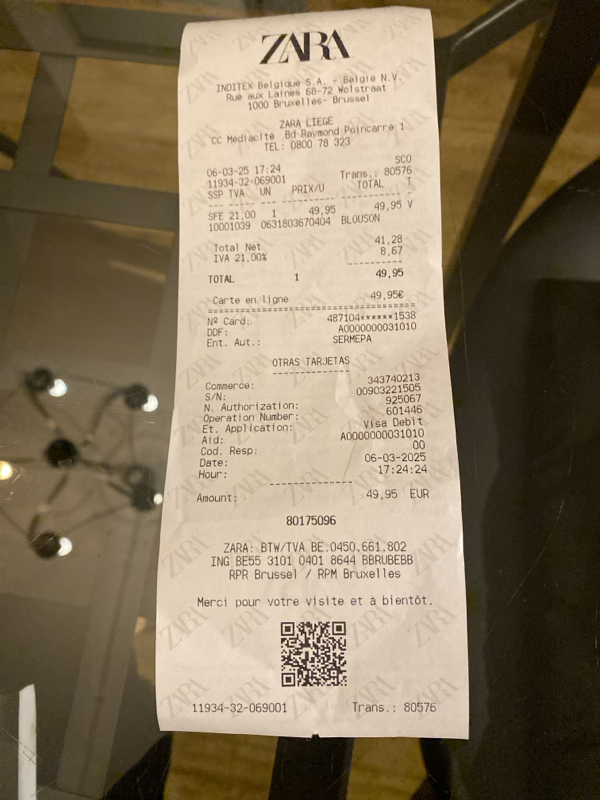 ZARA
INDITEX Belgique S.A. - Belgie N.V.
Rue aux Laines 68-72 Wolstraat
1000 Bruxelles- Brussel
ZARA LIEGE
CC Mediacité Bd Raymond Poincarré 1
TEL: 0800 78 323
SCO
06-03-25 17:24
11934-32-069001 Trans.: 80576
SSP TVA UN PRIX/U TOTAL T
SFE 21,00 1 49,95 49,95 V
10001039 0631803670404 BLOUSON
Total Net 41,28
IVA 21.00% 8,67
TOTAL 1 49,95
Carte en ligne 49,95€
Nº Card: 487104******1538
DDF: A0000000031010
Ent. Aut.: SERMEPA
OTRAS TARJETAS
Commerce: 343740213
S/N: 00903221505
N. Authorization: 925067
Operation Number: 601446
Et. Application: Visa Debit
Aid: A0000000031010
Cod. Resp: 00
Date: 06-03-2025
Hour: 17:24:24
Amount: 49,95 EUR
80175096
ZARA: BTW/TVA BE.0450.661.802
ING BE55 3101 0401 8644 BBRUBEBB
RPR Brussel / RPM Bruxelles
Merci pour votre visite et à bientôt.
11934-32-069001 Trans.: 80576